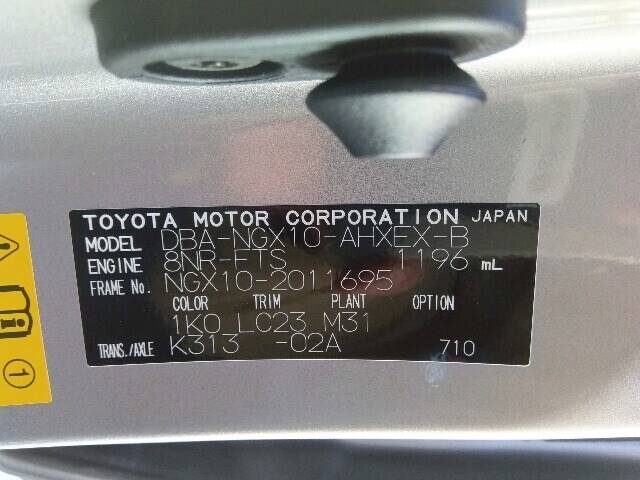 TOYOTA MOTOR CORPORATION JAPAN
MODEL DBA-NGX10-AHXEX-B
ENGINE 8NR-FTS 1196 mL
FRAME No. NGX10-2011695
COLOR TRIM PLANT OPTION
1K0 LC23 M31
TRANS./AXLE K313 -02A 710
1